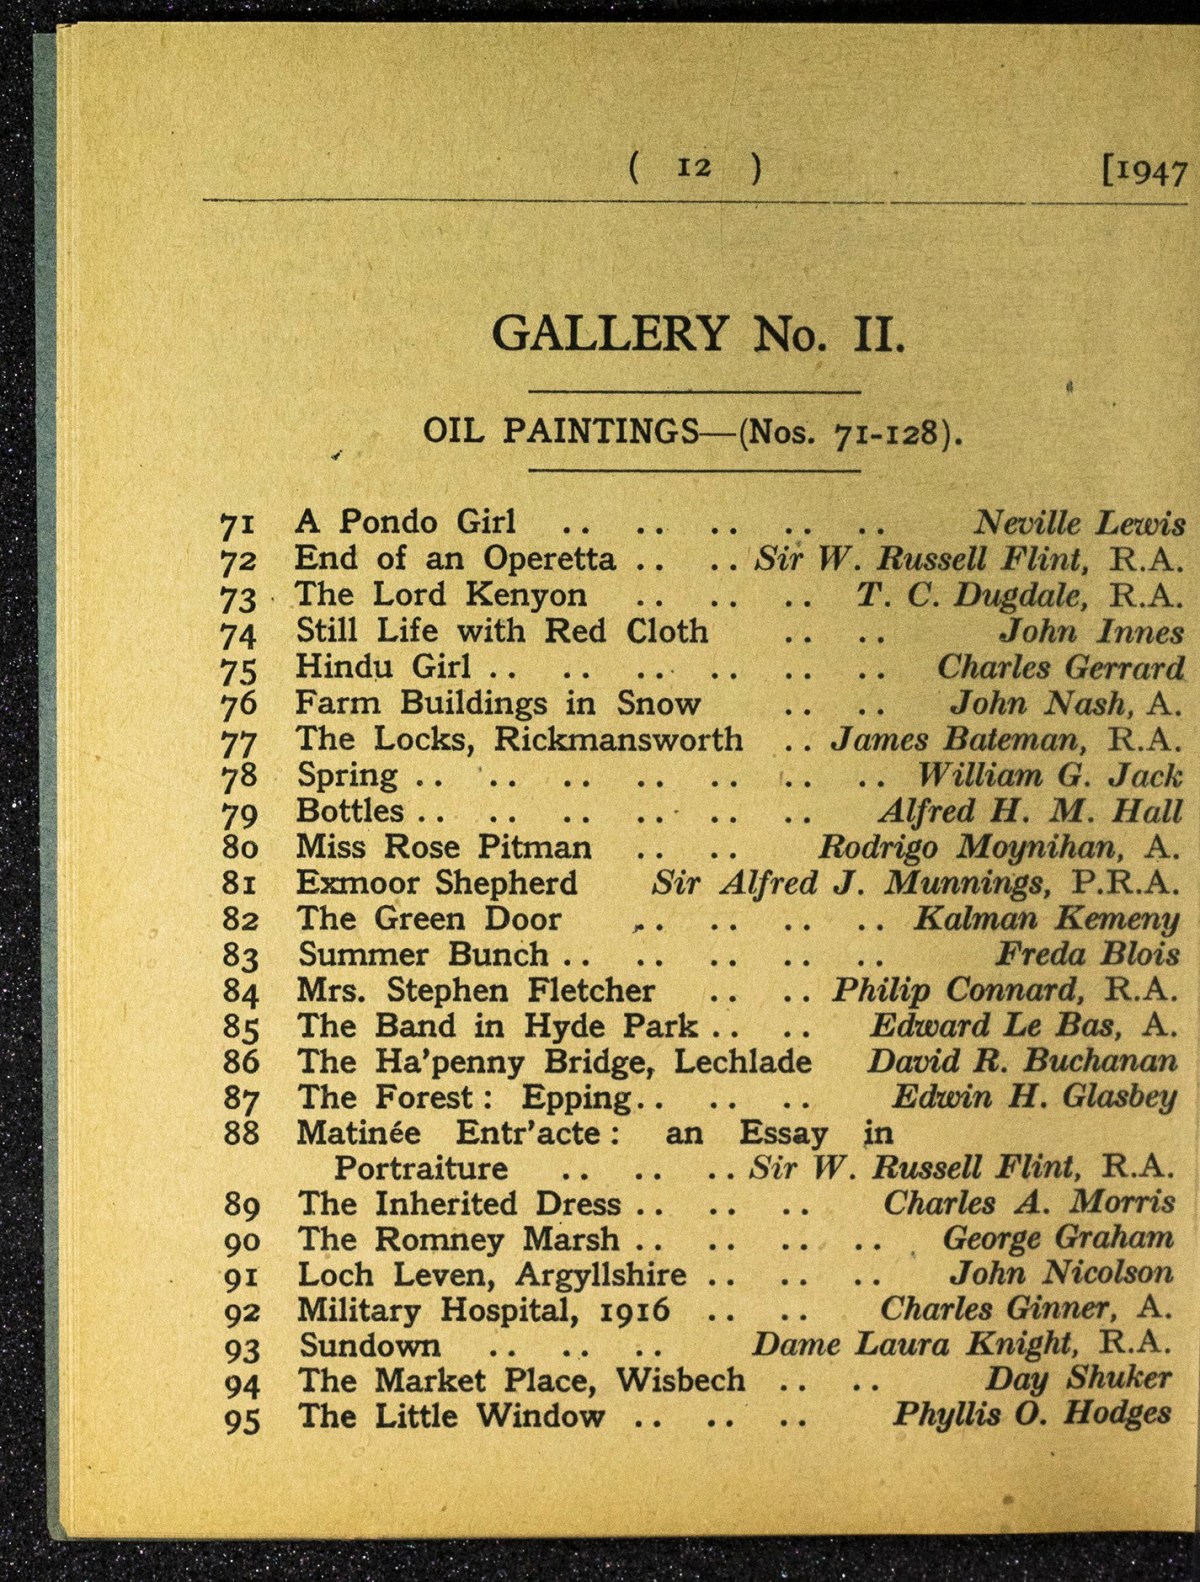 ( 12 ) [1947
GALLERY No. II.
OIL PAINTINGS—(Nos. 71-128).
71 A Pondo Girl .. .. .. .. .. Neville Lewis
72 End of an Operetta .. .. Sir W. Russell Flint, R.A.
73 The Lord Kenyon .. .. .. T. C. Dugdale, R.A.
74 Still Life with Red Cloth .. .. John Innes
75 Hindu Girl .. .. .. .. .. .. Charles Gerrard
76 Farm Buildings in Snow .. .. John Nash, A.
77 The Locks, Rickmansworth .. James Bateman, R.A.
78 Spring .. .. .. .. .. .. .. William G. Jack
79 Bottles .. .. .. .. .. .. Alfred H. M. Hall
80 Miss Rose Pitman .. .. Rodrigo Moynihan, A.
81 Exmoor Shepherd Sir Alfred J. Munnings, P.R.A.
82 The Green Door .. .. .. .. Kalman Kemeny
83 Summer Bunch .. .. .. .. .. Freda Blois
84 Mrs. Stephen Fletcher .. .. Philip Connard, R.A.
85 The Band in Hyde Park .. .. Edward Le Bas, A.
86 The Ha'penny Bridge, Lechlade David R. Buchanan
87 The Forest : Epping .. .. .. Edwin H. Glasbey
88 Matinée Entr'acte : an Essay in
Portraiture .. .. .. Sir W. Russell Flint, R.A.
89 The Inherited Dress .. .. .. Charles A. Morris
90 The Romney Marsh .. .. .. .. George Graham
91 Loch Leven, Argyllshire .. .. .. John Nicolson
92 Military Hospital, 1916 .. .. Charles Ginner, A.
93 Sundown .. .. .. Dame Laura Knight, R.A.
94 The Market Place, Wisbech .. .. Day Shuker
95 The Little Window .. .. .. Phyllis O. Hodges